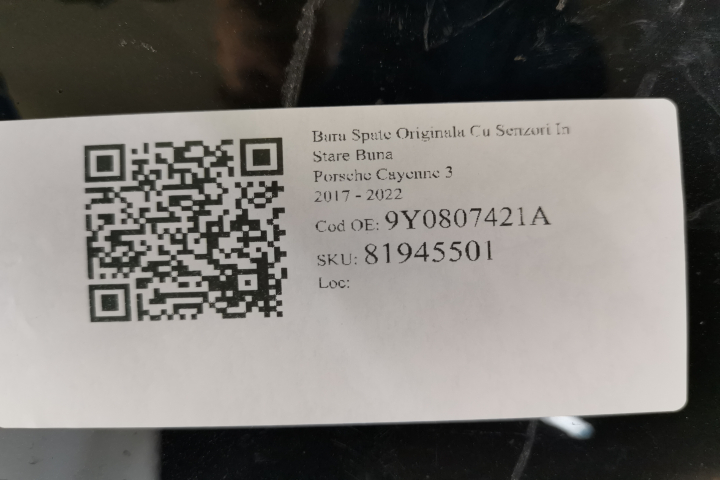 Bara Spate Originala Cu Senzori In
Stare Buna
Porsche Cayenne 3
2017 - 2022
Cod OE: 9Y0807421A
SKU: 81945501
Loc: